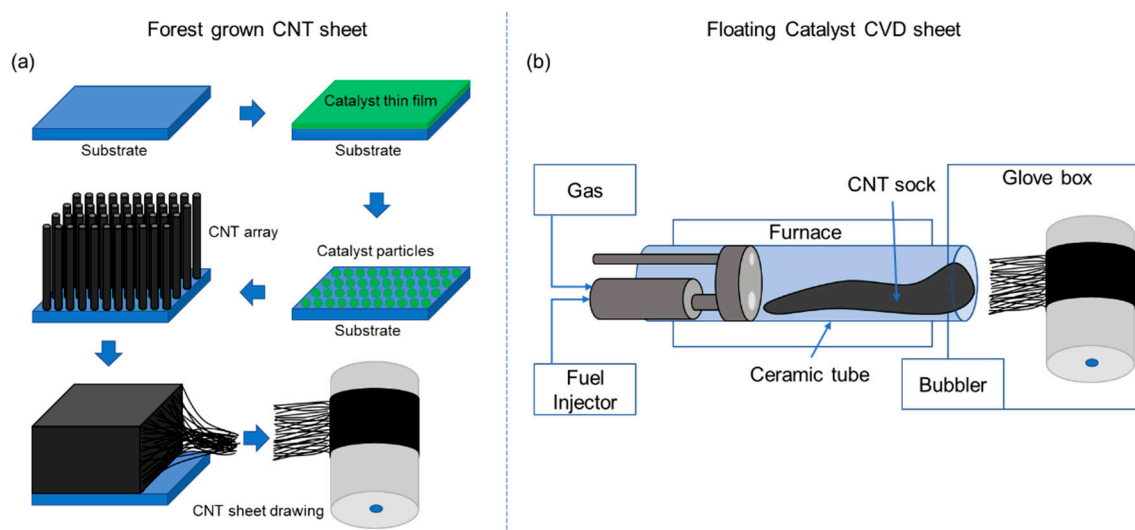 Forest grown CNT sheet
(a)
Substrate
Catalyst thin film
Substrate
CNT array
Catalyst particles
Substrate
CNT sheet drawing
Floating Catalyst CVD sheet
(b)
Gas
CNT sock
Glove box
Furnace
Fuel
Injector
Ceramic tube
Bubbler